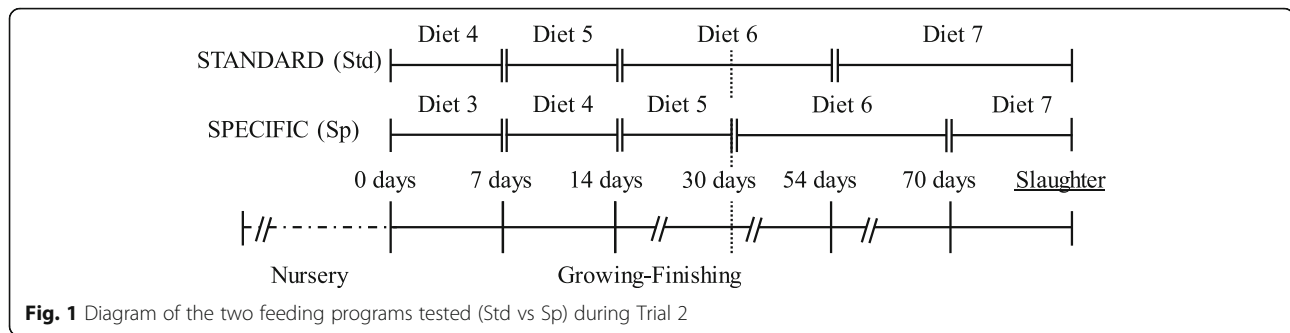 Diet 4 Diet 5 Diet 6 Diet 7
STANDARD (Std)
Diet 3 Diet 4 Diet 5 Diet 6 Diet 7
SPECIFIC (Sp)
0 days 7 days 14 days 30 days 54 days 70 days Slaughter
Nursery Growing-Finishing
Fig. 1 Diagram of the two feeding programs tested (Std vs Sp) during Trial 2